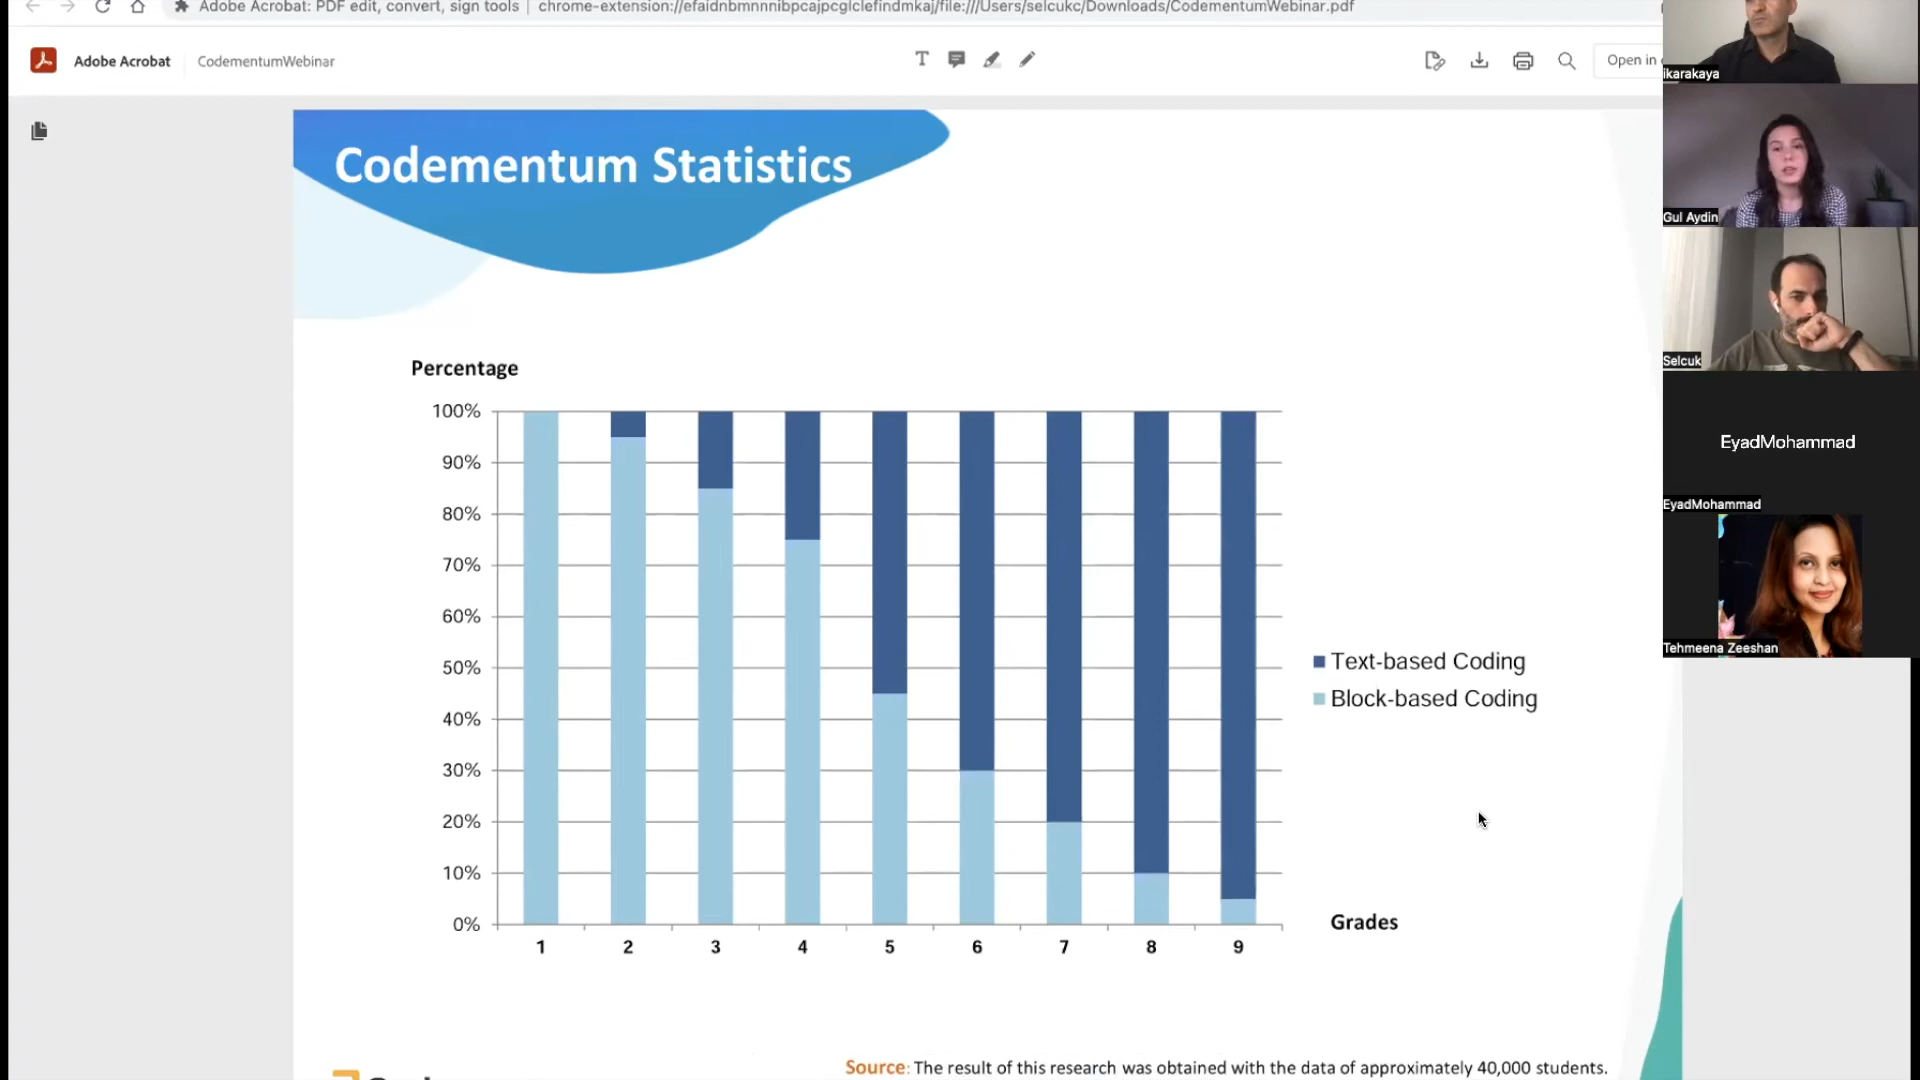 Adobe Acrobat: PDF edit, convert, sign tools | chrome-extension://efaidnbmnnnibpcajpcglclefindmkaj/file:///Users/selcukc/Downloads/CodementumWebinar.pdf
Adobe Acrobat
CodementumWebinar
Open in
ikarakaya
Gul Aydin
Selcuk
EyadMohammad
EyadMohammad
Tehmeena Zeeshan
Codementum Statistics
Percentage
100%
90%
80%
70%
60%
50%
40%
30%
20%
10%
0%
1 2 3 4 5 6 7 8 9
Text-based Coding
Block-based Coding
Grades
Source: The result of this research was obtained with the data of approximately 40,000 students.